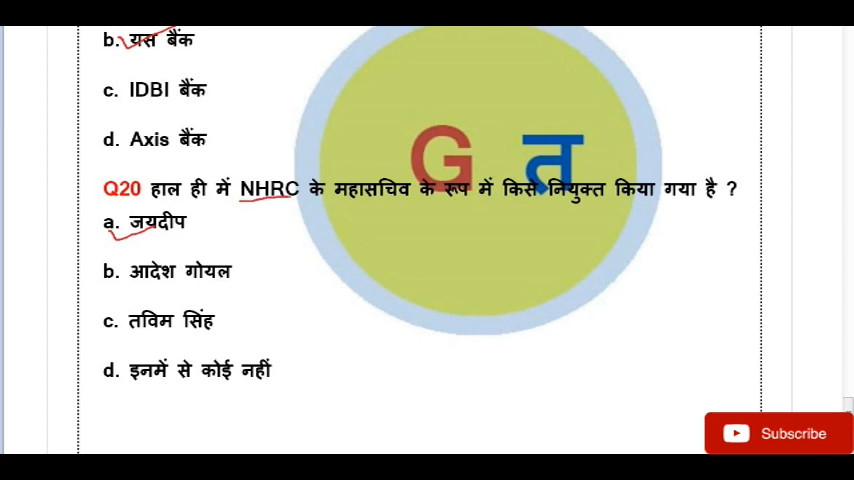 b. यस बैंक
c. IDBI बैंक
d. Axis बैंक
G त
Q20 हाल ही में NHRC के महासचिव के रूप में किसे नियुक्त किया गया है ?
a. जयदीप
b. आदेश गोयल
c. तविम सिंह
d. इनमें से कोई नहीं
Subscribe